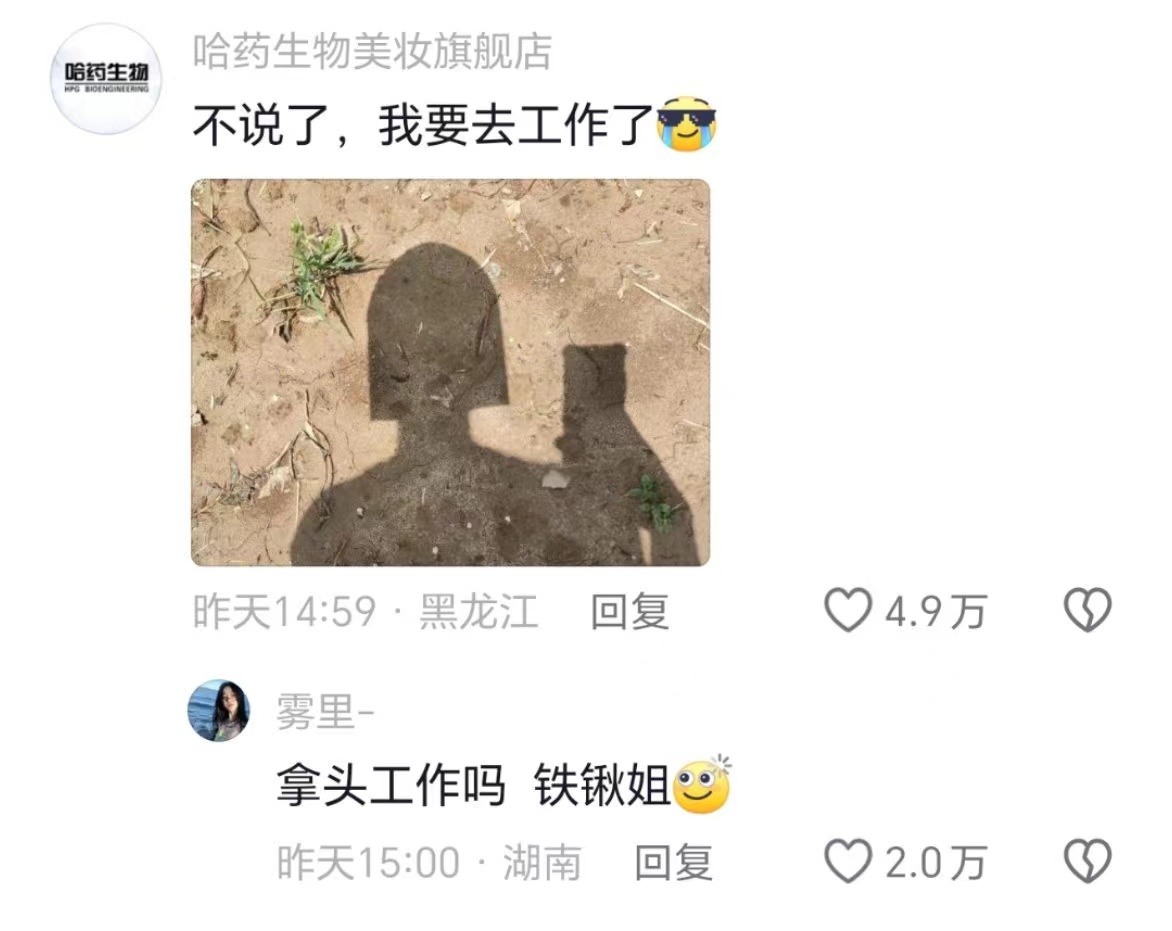 哈药生物
HPG BIOENGINEERING
哈药生物美妆旗舰店
不说了，我要去工作了
昨天14:59 · 黑龙江 回复 4.9万
雾里-
拿头工作吗 铁锹姐
昨天15:00 · 湖南 回复 2.0万